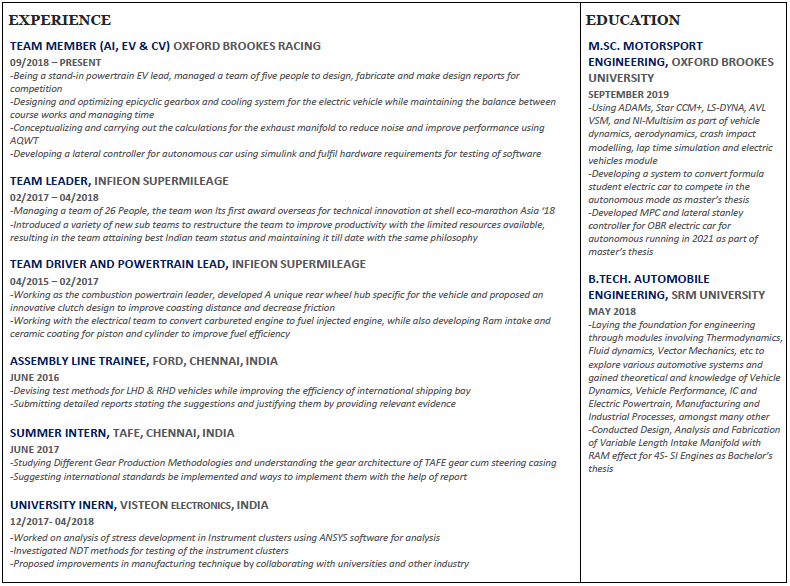 EXPERIENCE
TEAM MEMBER (AI, EV & CV) OXFORD BROOKES RACING
09/2018 – PRESENT
-Being a stand-in powertrain EV lead, managed a team of five people to design, fabricate and make design reports for
competition
-Designing and optimizing epicyclic gearbox and cooling system for the electric vehicle while maintaining the balance between
course works and managing time
-Conceptualizing and carrying out the calculations for the exhaust manifold to reduce noise and improve performance using
AQWT
-Developing a lateral controller for autonomous car using simulink and fulfil hardware requirements for testing of software
TEAM LEADER, INFIEON SUPERMILEAGE
02/2017 – 04/2018
-Managing a team of 26 People, the team won Its first award overseas for technical innovation at shell eco-marathon Asia ‘18
-Introduced a variety of new sub teams to restructure the team to improve productivity with the limited resources available,
resulting in the team attaining best Indian team status and maintaining it till date with the same philosophy
TEAM DRIVER AND POWERTRAIN LEAD, INFIEON SUPERMILEAGE
04/2015 – 02/2017
-Working as the combustion powertrain leader, developed A unique rear wheel hub specific for the vehicle and proposed an
innovative clutch design to improve coasting distance and decrease friction
-Working with the electrical team to convert carbureted engine to fuel injected engine, while also developing Ram intake and
ceramic coating for piston and cylinder to improve fuel efficiency
ASSEMBLY LINE TRAINEE, FORD, CHENNAI, INDIA
JUNE 2016
-Devising test methods for LHD & RHD vehicles while improving the efficiency of international shipping bay
-Submitting detailed reports stating the suggestions and justifying them by providing relevant evidence
SUMMER INTERN, TAFE, CHENNAI, INDIA
JUNE 2017
-Studying Different Gear Production Methodologies and understanding the gear architecture of TAFE gear cum steering casing
-Suggesting international standards be implemented and ways to implement them with the help of report
UNIVERSITY INERN, VISTEON ELECTRONICS, INDIA
12/2017- 04/2018
-Worked on analysis of stress development in Instrument clusters using ANSYS software for analysis
-Investigated NDT methods for testing of the instrument clusters
-Proposed improvements in manufacturing technique by collaborating with universities and other industry
EDUCATION
M.SC. MOTORSPORT
ENGINEERING, OXFORD BROOKES
UNIVERSITY
SEPTEMBER 2019
-Using ADAMs, Star CCM+, LS-DYNA, AVL
VSM, and NI-Multisim as part of vehicle
dynamics, aerodynamics, crash impact
modelling, lap time simulation and electric
vehicles module
-Developing a system to convert formula
student electric car to compete in the
autonomous mode as master’s thesis
-Developed MPC and lateral stanley
controller for OBR electric car for
autonomous running in 2021 as part of
master’s thesis
B.TECH. AUTOMOBILE
ENGINEERING, SRM UNIVERSITY
MAY 2018
-Laying the foundation for engineering
through modules involving Thermodynamics,
Fluid dynamics, Vector Mechanics, etc to
explore various automotive systems and
gained theoretical and knowledge of Vehicle
Dynamics, Vehicle Performance, IC and
Electric Powertrain, Manufacturing and
Industrial Processes, amongst many other
-Conducted Design, Analysis and Fabrication
of Variable Length Intake Manifold with
RAM effect for 4S- SI Engines as Bachelor’s
thesis